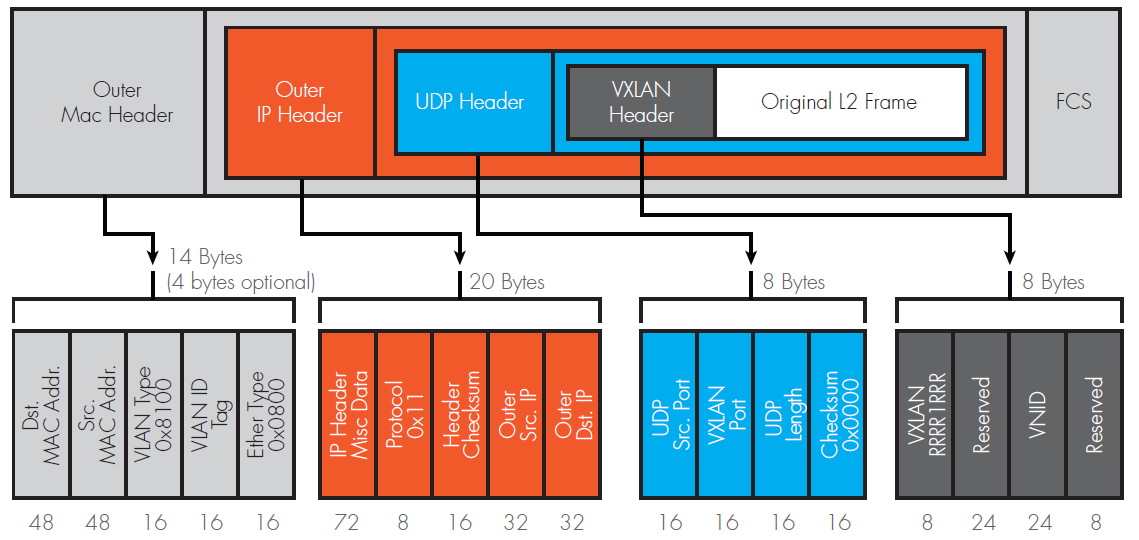 Outer
Mac Header
Outer
IP Header
UDP Header
VXLAN
Header
Original L2 Frame
FCS
14 Bytes
(4 bytes optional)
20 Bytes
8 Bytes
8 Bytes
Dst.
MAC Addr.
Src.
MAC Addr.
VLAN Type
0x8100
VLAN ID
Tag
Ether Type
0x0800
IP Header
Misc Data
Protocol
0x11
Header
Checksum
Outer
Src. IP
Outer
Dst. IP
UDP
Src. Port
VXLAN
Port
UDP
Length
Checksum
0x0000
VXLAN
RRRR1RRR
Reserved
VNID
Reserved
48 48 16 16 16 72 8 16 32 32 16 16 16 16 8 24 24 8